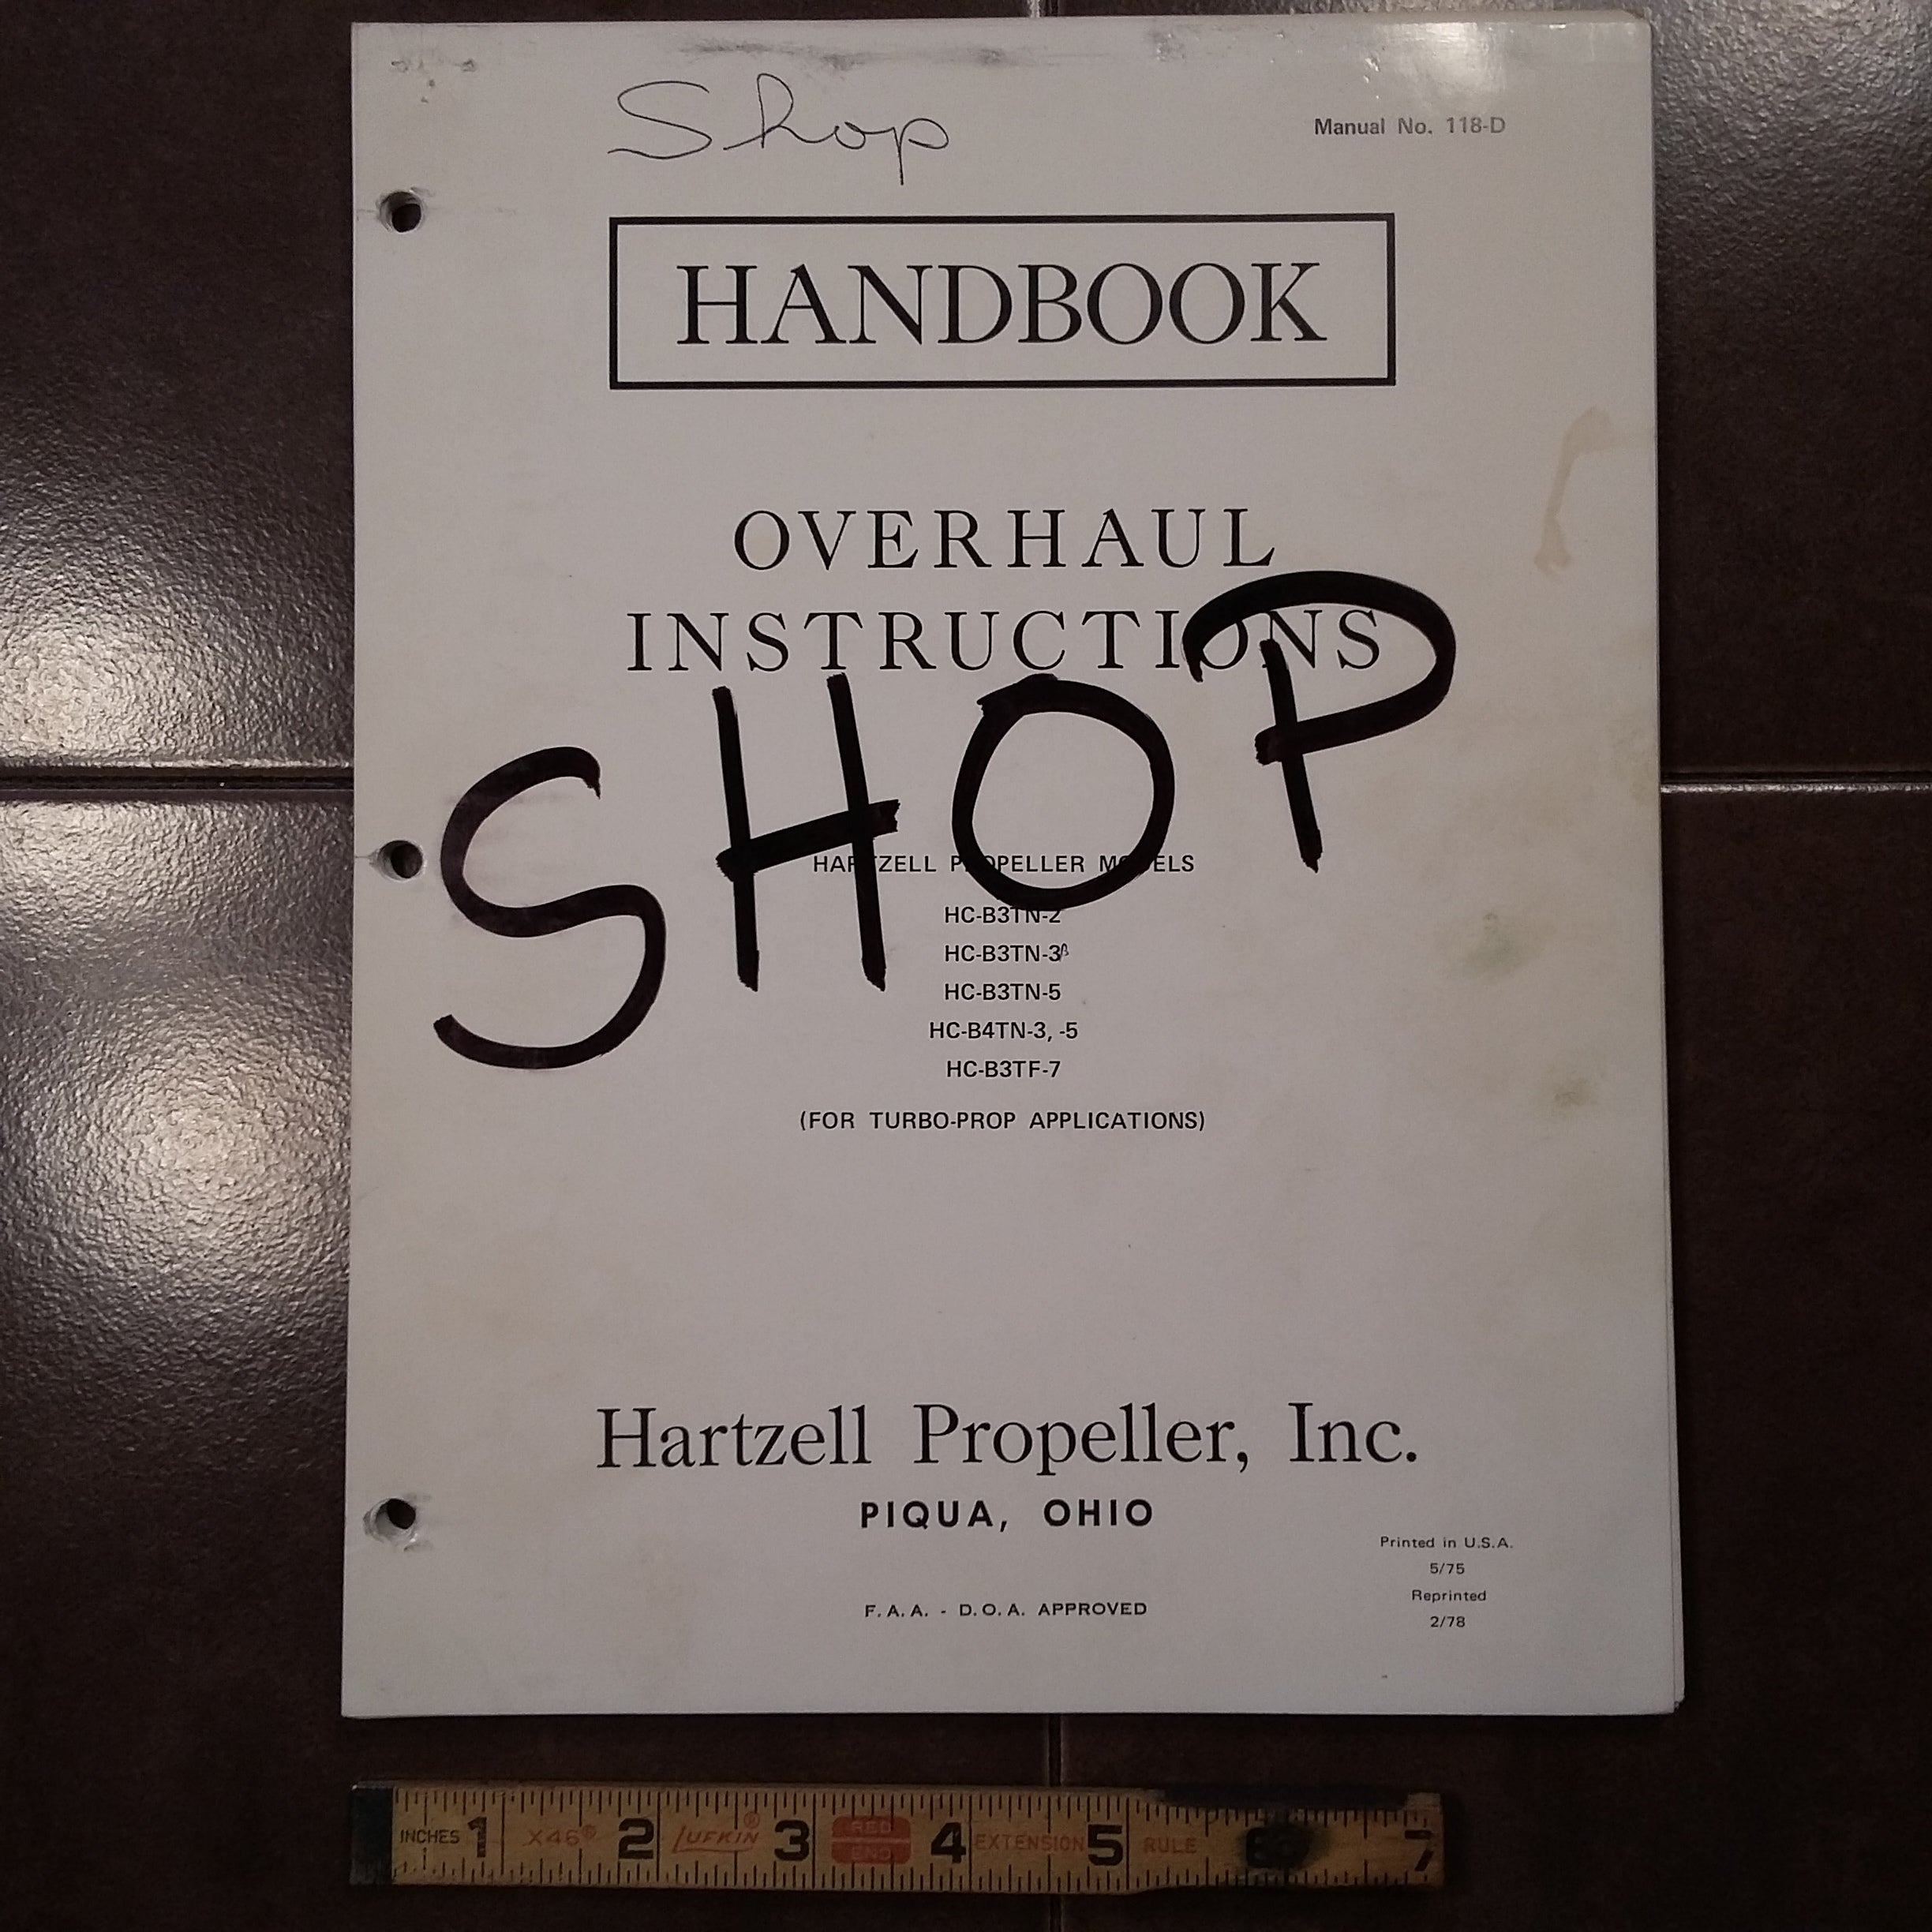 Shop
Manual No. 118-D
HANDBOOK
OVERHAUL
INSTRUCTIONS
SHOP
HARTZELL PROPELLER MODELS
HC-B3TN-2
HC-B3TN-3β
HC-B3TN-5
HC-B4TN-3, -5
HC-B3TF-7
(FOR TURBO-PROP APPLICATIONS)
Hartzell Propeller, Inc.
PIQUA, OHIO
Printed in U.S.A.
5/75
Reprinted
2/78
F.A.A. - D.O.A. APPROVED
INCHES 1 X46® 2 LUFKIN® 3 RED END 4 EXTENSION 5 RULE 6 7